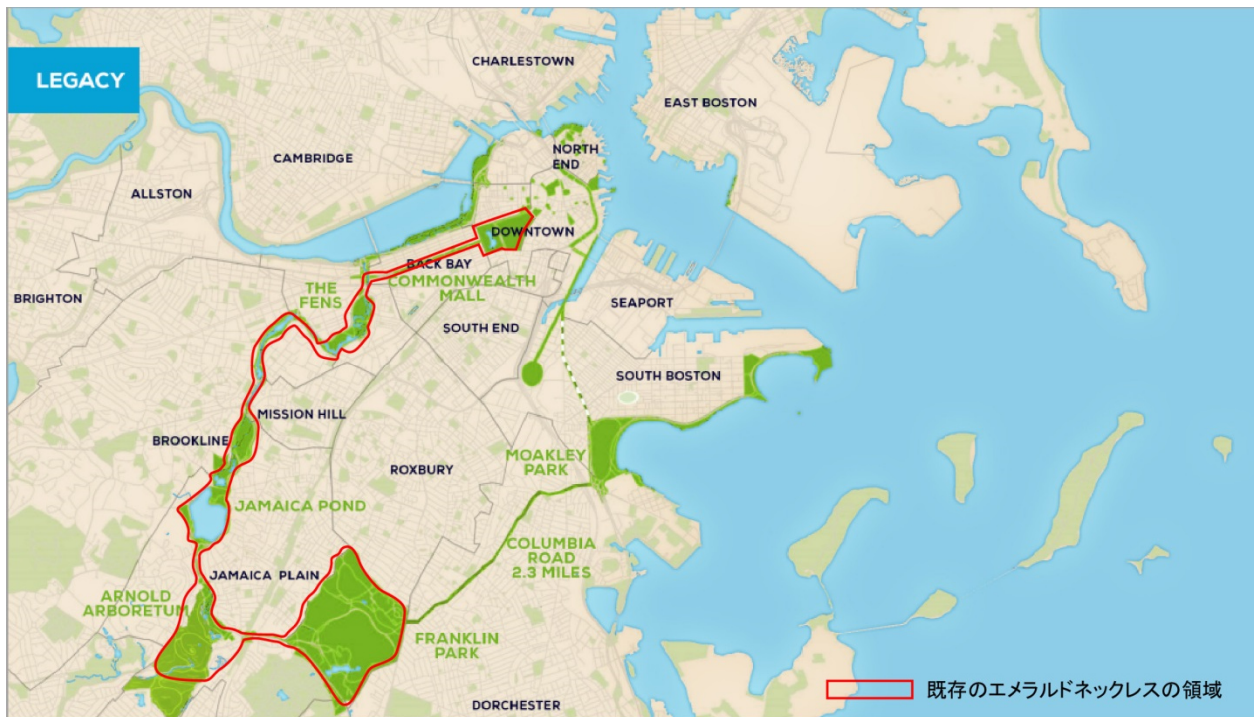 LEGACY
CHARLESTOWN
EAST BOSTON
CAMBRIDGE
NORTH
END
ALLSTON
DOWNTOWN
BACK BAY
COMMONWEALTH
MALL
THE
FENS
BRIGHTON
SEAPORT
SOUTH END
SOUTH BOSTON
MISSION HILL
BROOKLINE
ROXBURY
MOAKLEY
PARK
JAMAICA POND
COLUMBIA
ROAD
2.3 MILES
JAMAICA PLAIN
ARNOLD
ARBORETUM
FRANKLIN
PARK
DORCHESTER
既存のエメラルドネックレスの領域